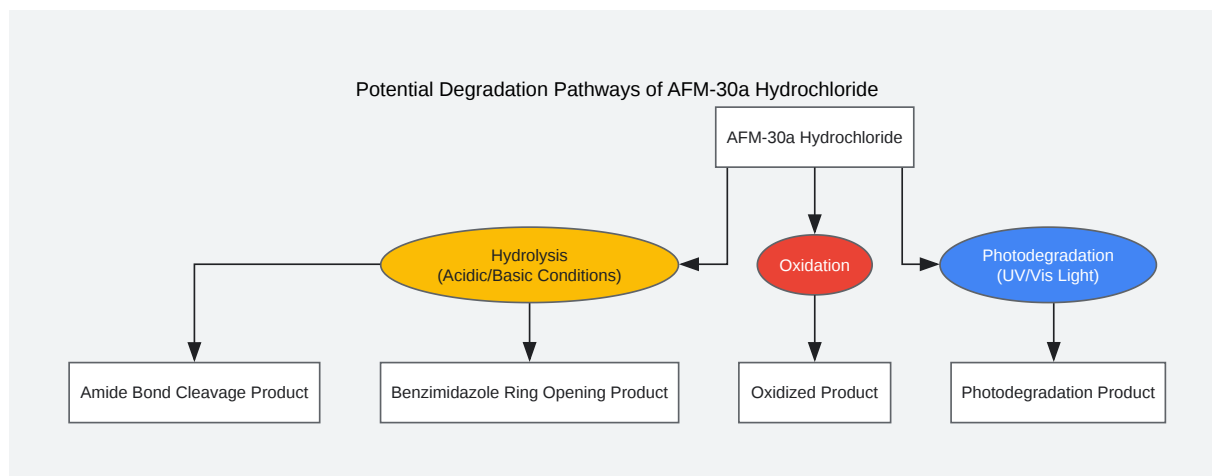 Potential Degradation Pathways of AFM-30a Hydrochloride
AFM-30a Hydrochloride
Hydrolysis
(Acidic/Basic Conditions)
Oxidation
Photodegradation
(UV/Vis Light)
Amide Bond Cleavage Product
Benzimidazole Ring Opening Product
Oxidized Product
Photodegradation Product